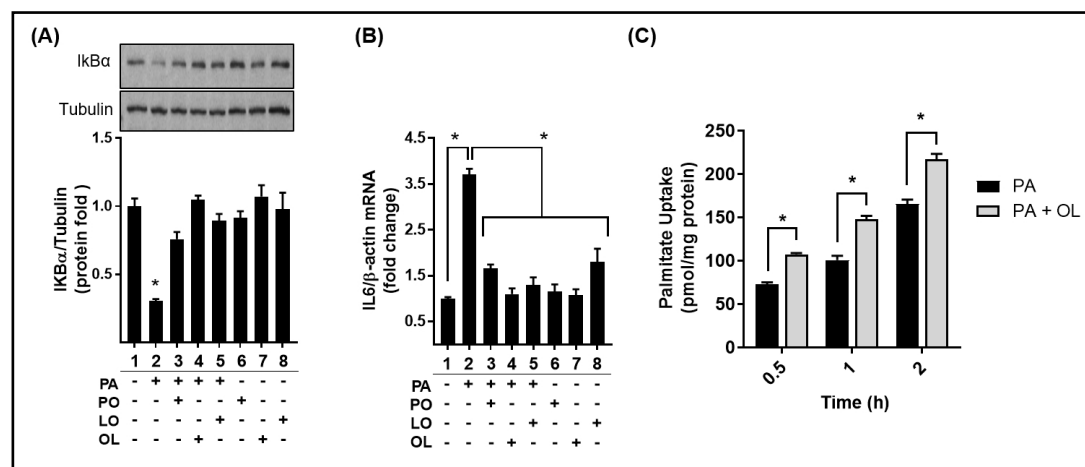 (A)
IkBα
Tubulin
IKBα/Tubulin
(protein fold )
1.5
1.0
0.5
*
1 2 3 4 5 6 7 8
PA - + + + + - - -
PO - - + - - + - -
LO - - - - + - - +
OL - - - + - - + -
(B)
IL6/β-actin mRNA
(fold change)
4.5
3.5
2.5
1.5
0.5
* *
1 2 3 4 5 6 7 8
PA - + + + + - - -
PO - - + - - + - -
LO - - - - + - - +
OL - - - + - - + -
(C)
Palmitate Uptake
(pmol/mg protein)
250
200
150
100
50
0
* * *
PA
PA + OL
0.5 1 2
Time (h)